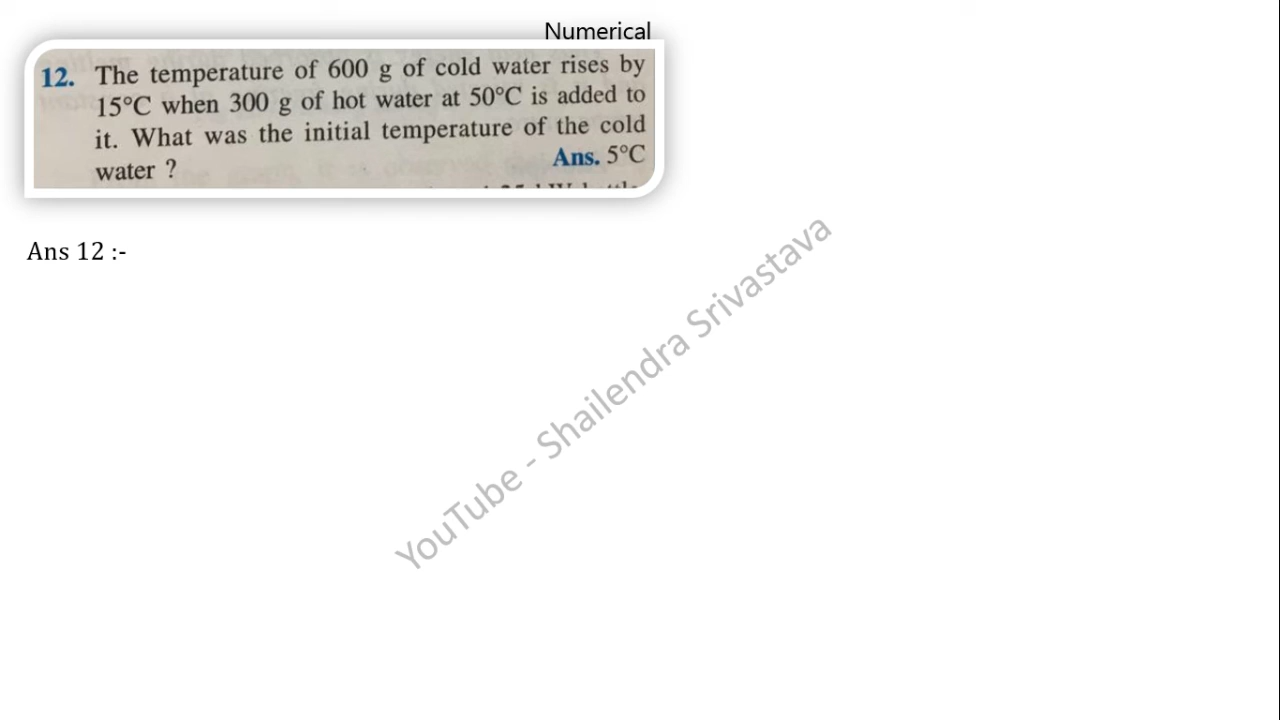 Numerical
12. The temperature of 600 g of cold water rises by
15°C when 300 g of hot water at 50°C is added to
it. What was the initial temperature of the cold
water ?
Ans. 5°C
Ans 12 :-
YouTube - Shailendra Srivastava